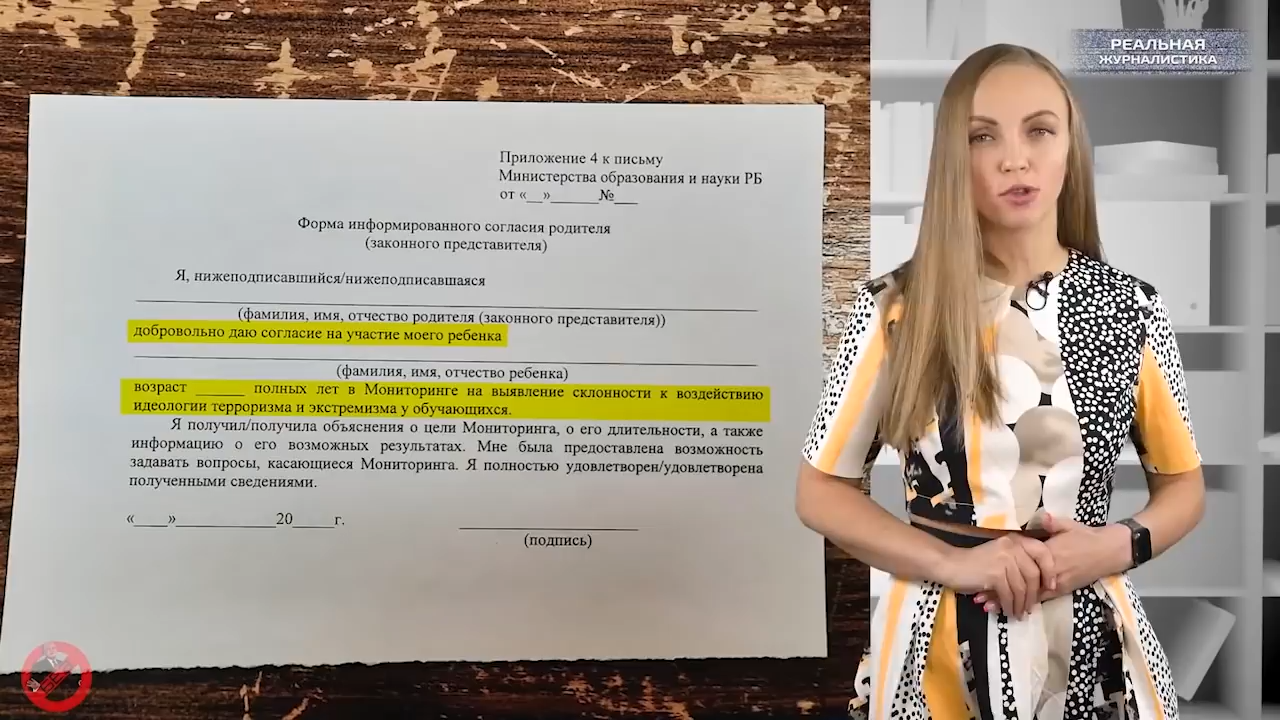 РЕАЛЬНАЯ
ЖУРНАЛИСТИКА
Приложение 4 к письму
Министерства образования и науки РБ
от «__»______№___
Форма информированного согласия родителя
(законного представителя)
Я, нижеподписавшийся/нижеподписавшаяся
(фамилия, имя, отчество родителя (законного представителя))
добровольно даю согласие на участие моего ребенка
(фамилия, имя, отчество ребенка)
возраст ______ полных лет в Мониторинге на выявление склонности к воздействию
идеологии терроризма и экстремизма у обучающихся.
Я получил/получила объяснения о цели Мониторинга, о его длительности, а также
информацию о его возможных результатах. Мне была предоставлена возможность
задавать вопросы, касающиеся Мониторинга. Я полностью удовлетворен/удовлетворена
полученными сведениями.
«____»____________20_____г.
(подпись)